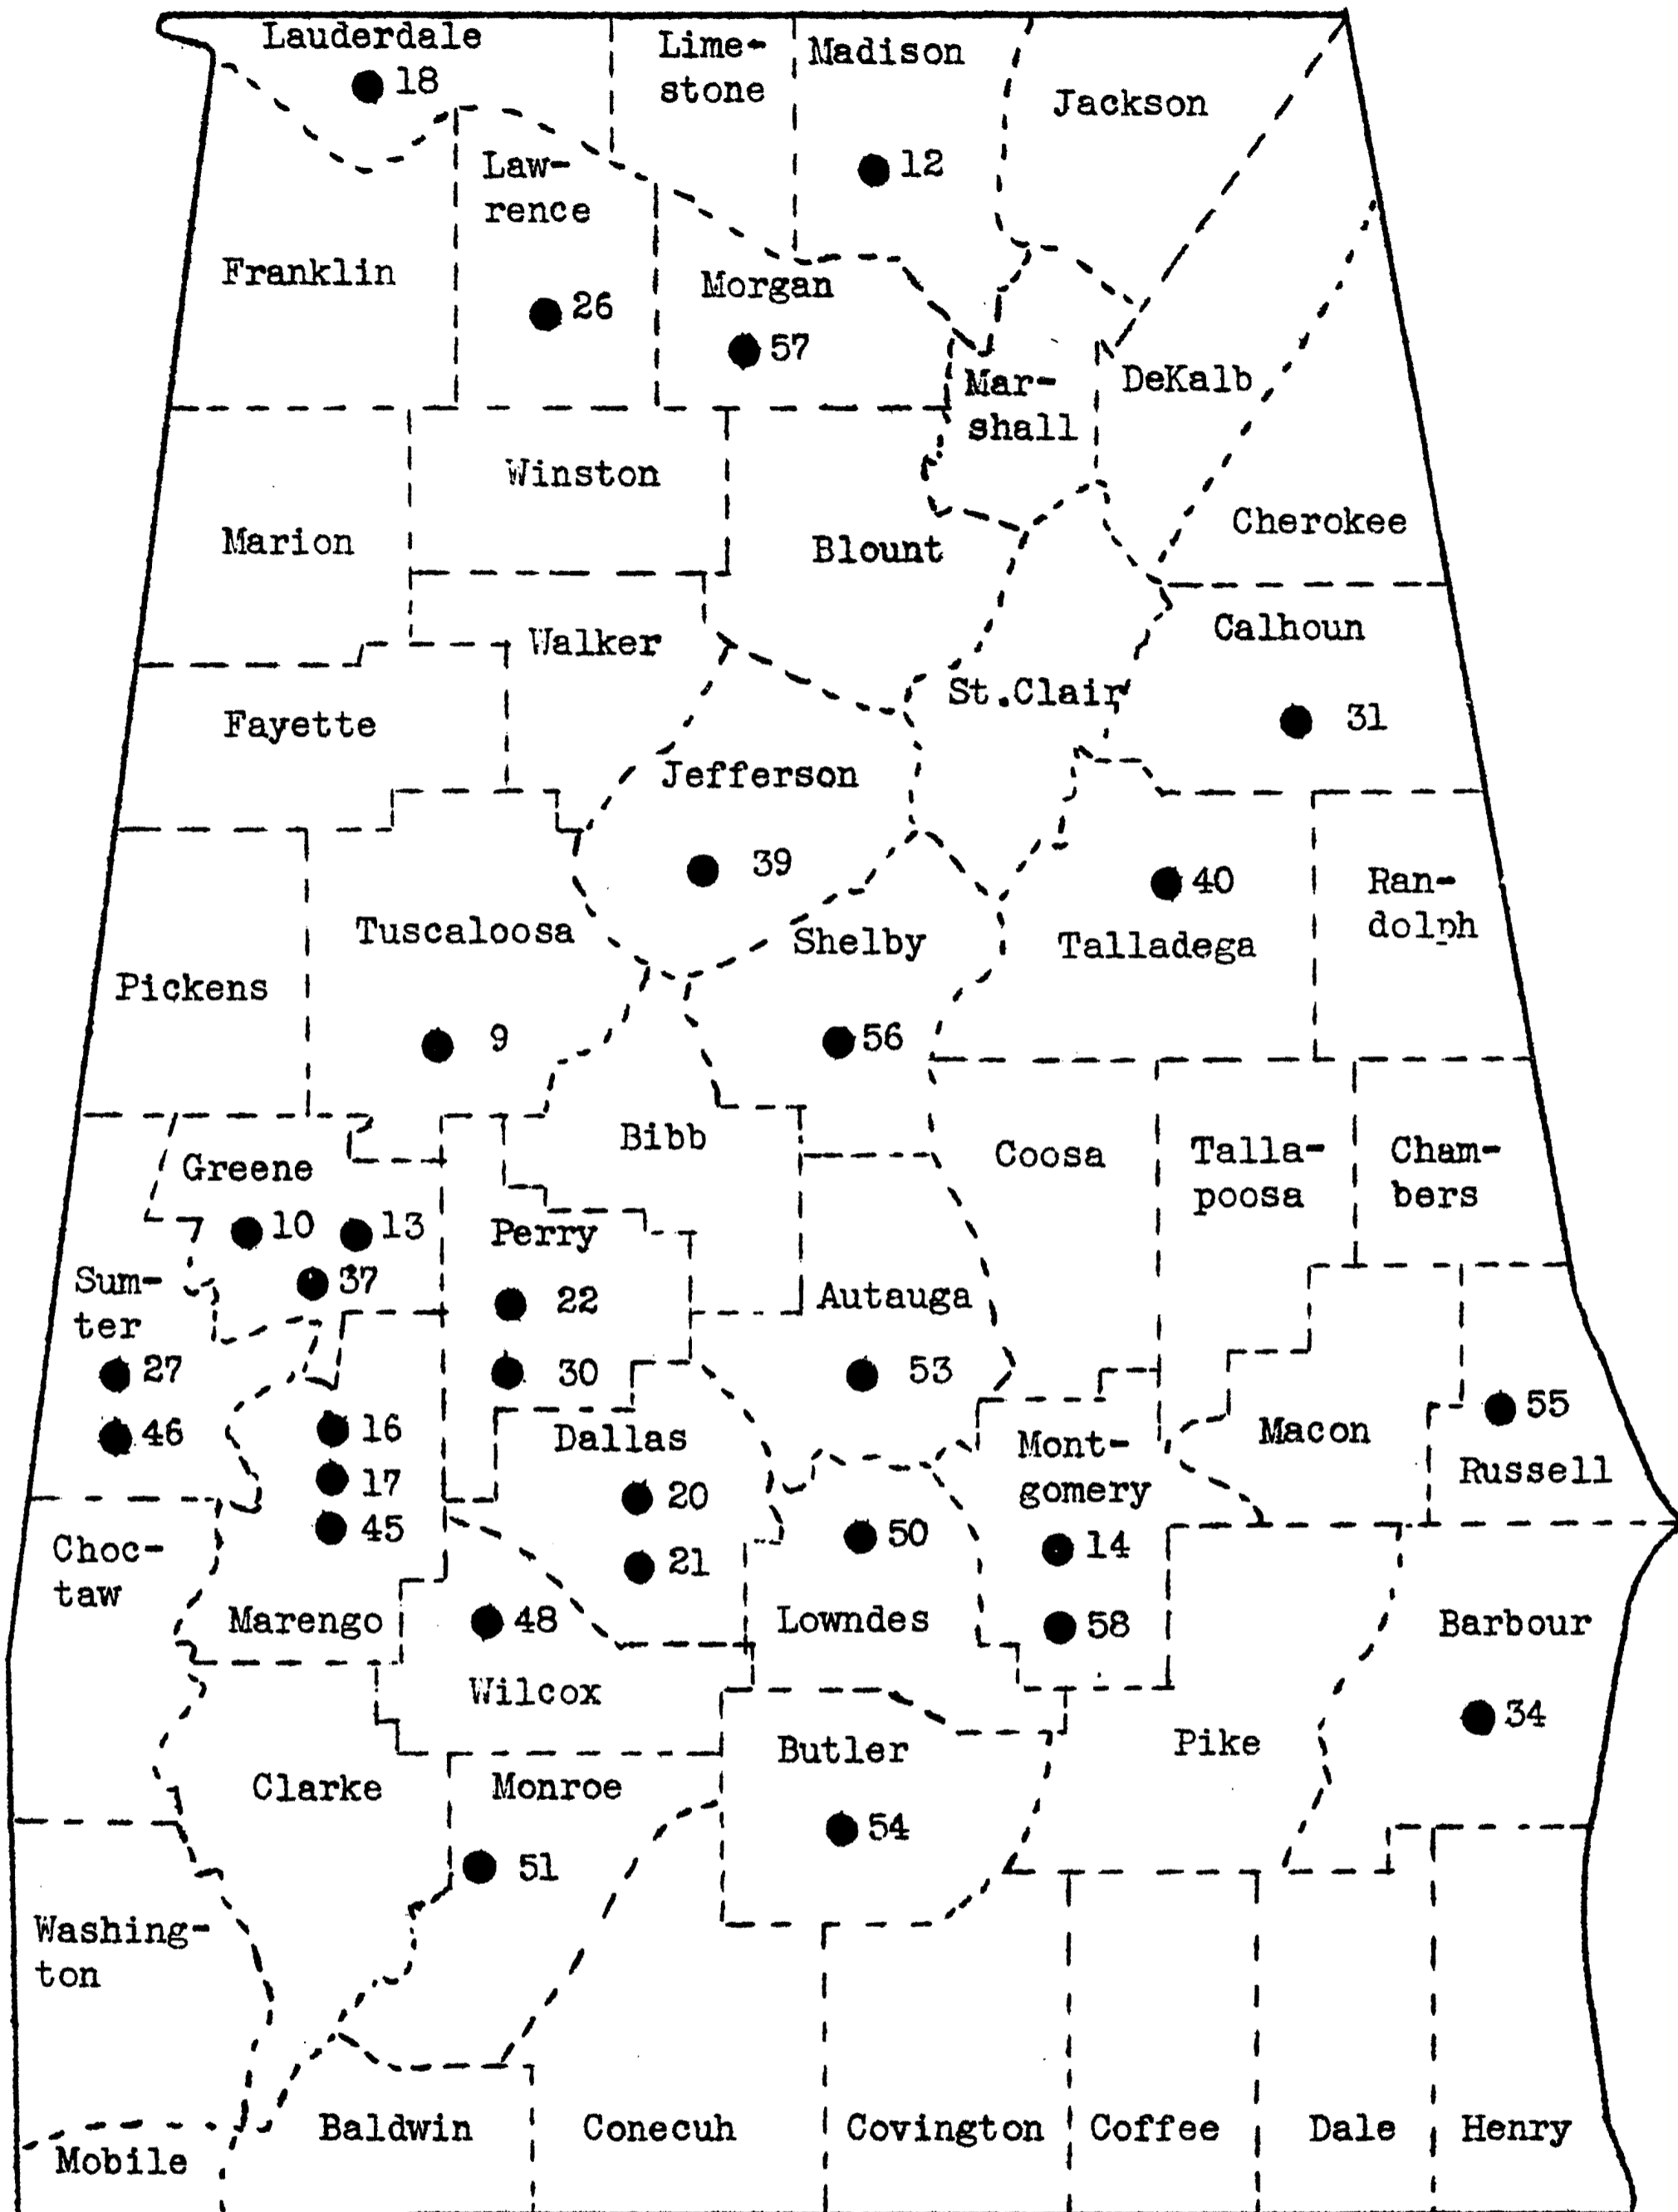 Lauderdale
18
Lime-
stone
Madison
12
Jackson
Law-
rence
26
Franklin
Morgan
57
Mar-
shall
DeKalb
Winston
Marion
Blount
Cherokee
Walker
Calhoun
31
St.Clair
Fayette
Jefferson
39
40
Talladega
Ran-
dolph
Tuscaloosa
9
Shelby
56
Pickens
Bibb
Coosa
Talla-
poosa
Cham-
bers
Greene
10
13
37
Perry
22
30
Sum-
ter
27
46
Autauga
53
16
17
45
Marengo
Dallas
20
21
Mont-
gomery
14
58
Macon
55
Russell
50
Lowndes
Choc-
taw
48
Wilcox
Barbour
34
Pike
Butler
54
Clarke
Monroe
51
Washing-
ton
Mobile
Baldwin
Conecuh
Covington
Coffee
Dale
Henry